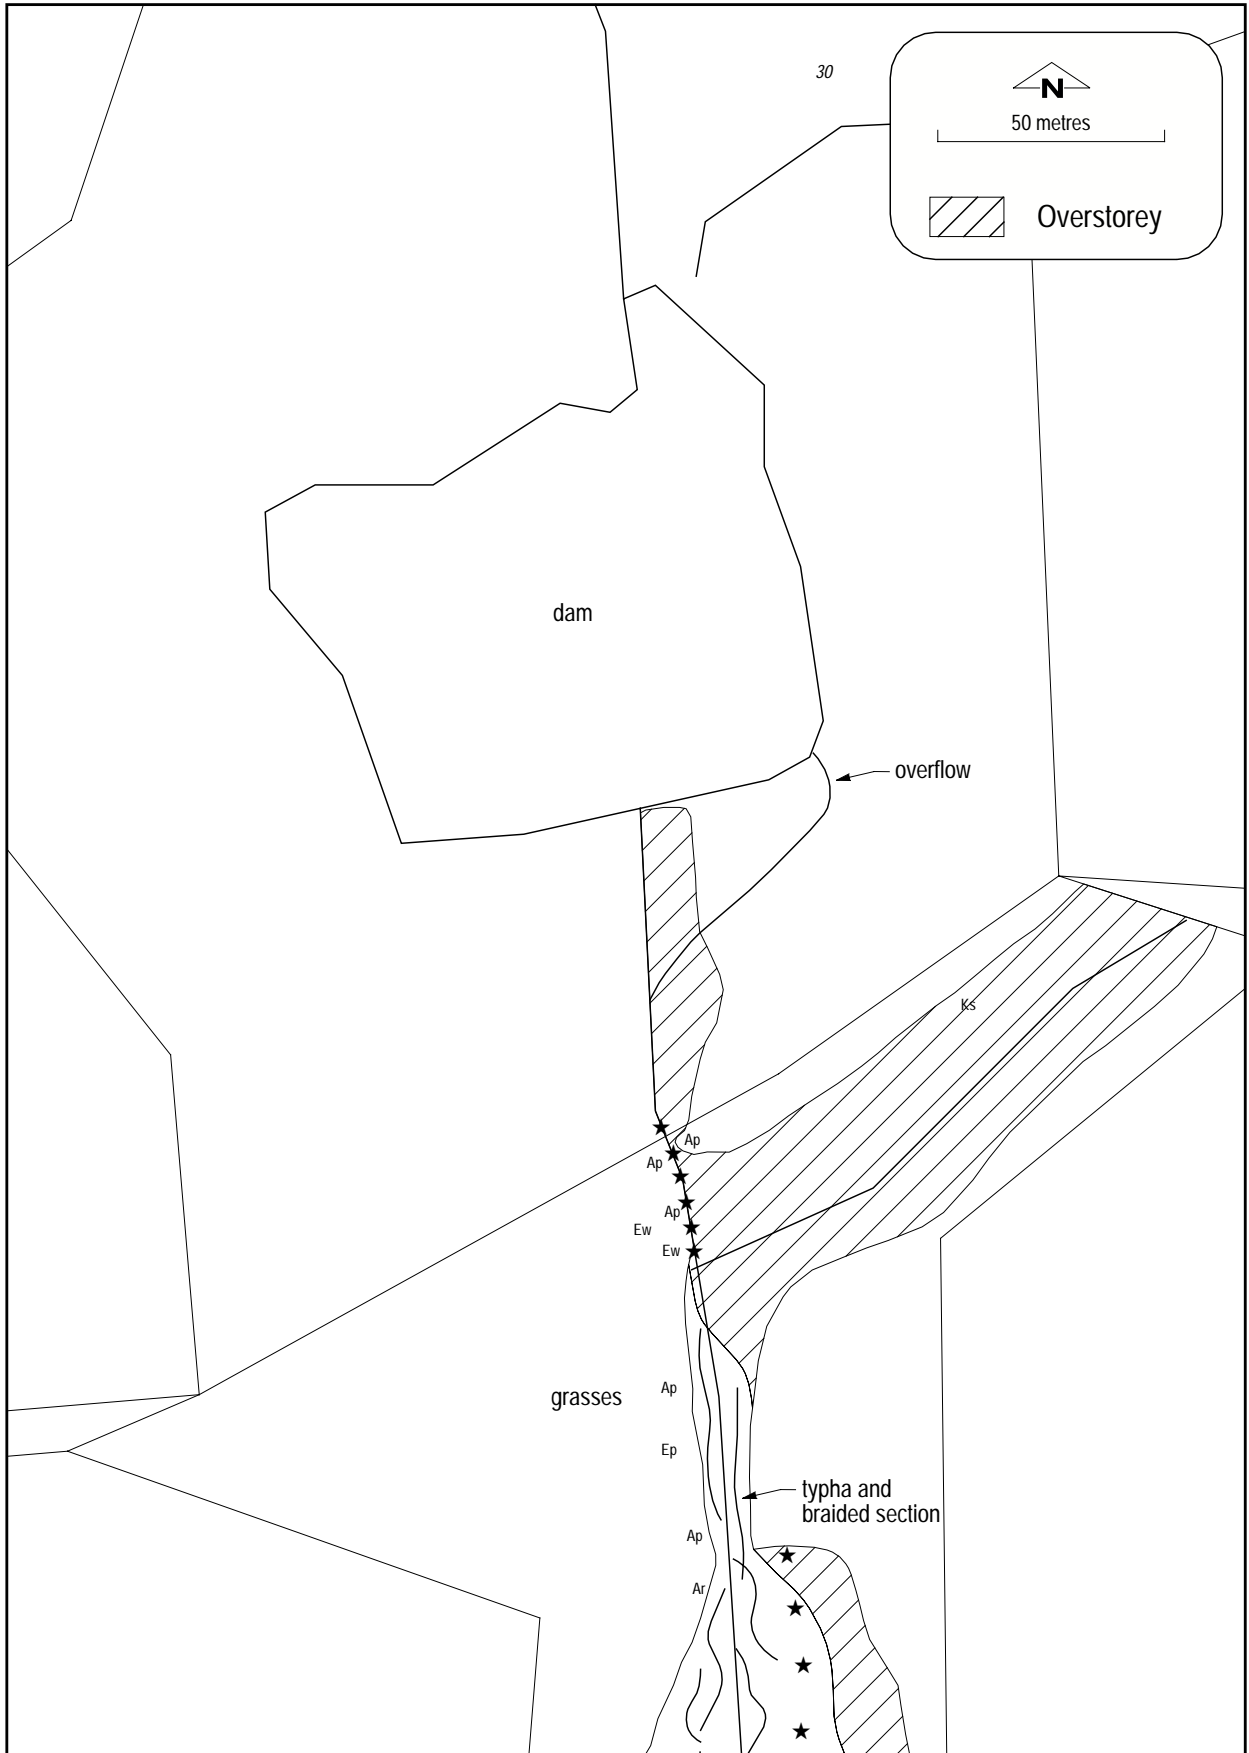 30
N
50 metres
Overstorey
dam
overflow
Ks
Ap
Ap
Ap
Ew
Ew
grasses
Ap
Ep
typha and
braided section
Ap
Ar